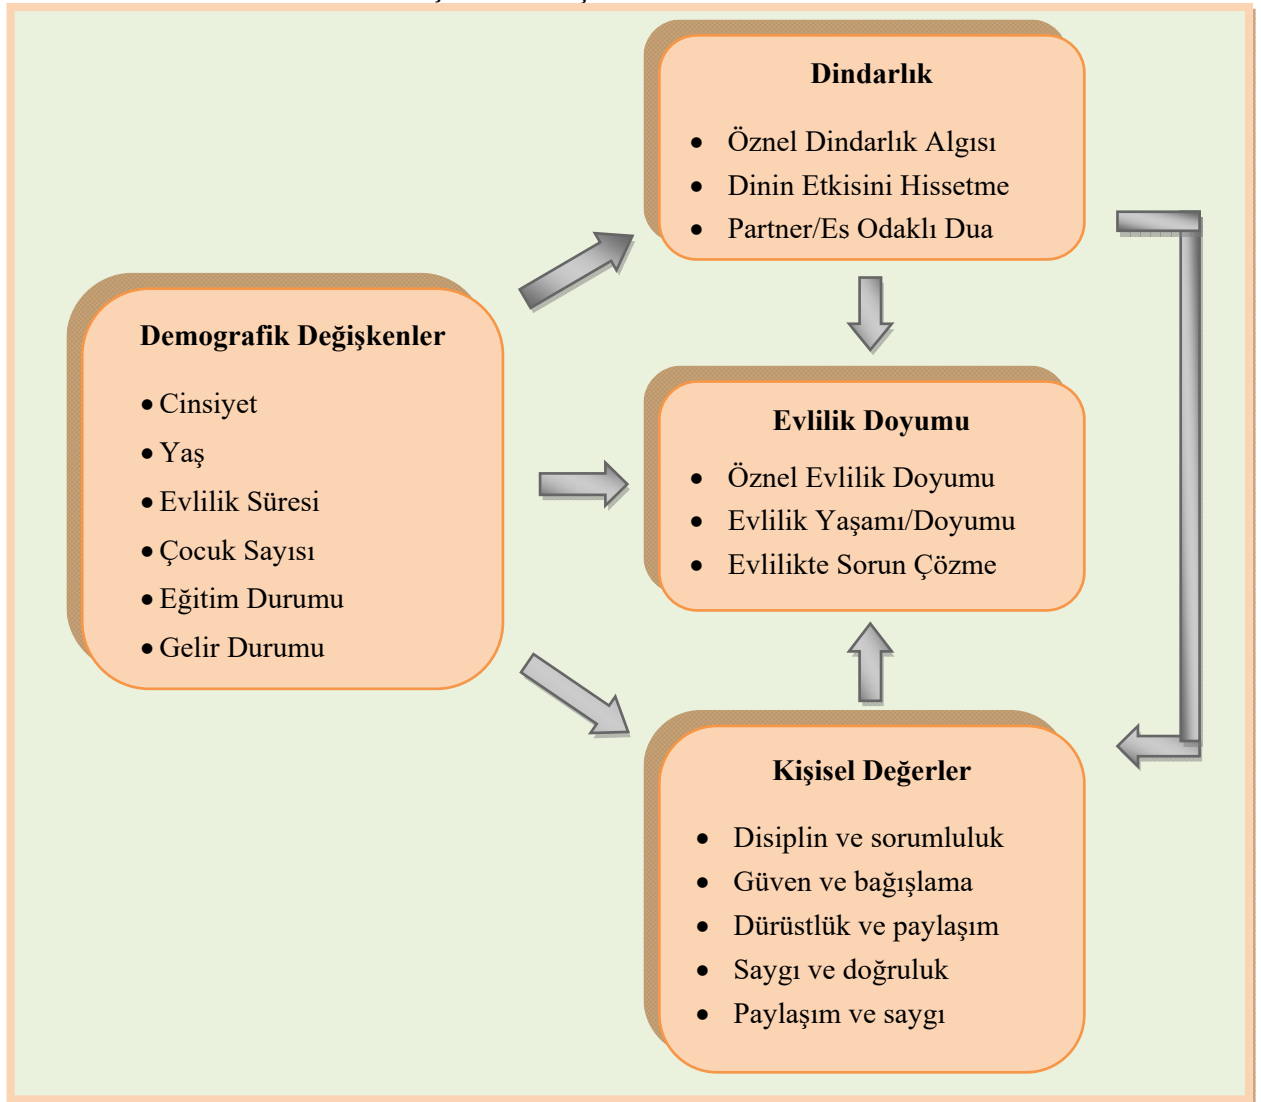 Demografik Değişkenler
• Cinsiyet
• Yaş
• Evlilik Süresi
• Çocuk Sayısı
• Eğitim Durumu
• Gelir Durumu
Dindarlık
• Öznel Dindarlık Algısı
• Dinin Etkisini Hissetme
• Partner/Es Odaklı Dua
Evlilik Doyumu
• Öznel Evlilik Doyumu
• Evlilik Yaşamı/Doyumu
• Evlilikte Sorun Çözme
Kişisel Değerler
• Disiplin ve sorumluluk
• Güven ve bağışlama
• Dürüstlük ve paylaşım
• Saygı ve doğruluk
• Paylaşım ve saygı